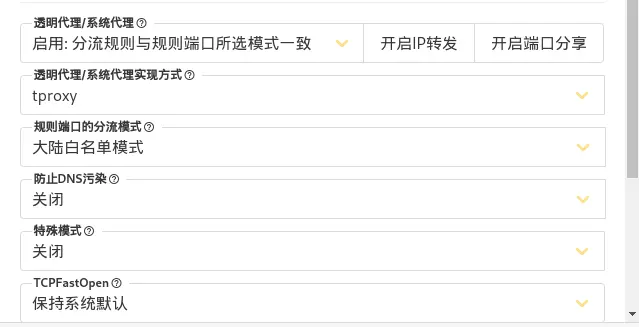 透明代理/系统代理
启用: 分流规则与规则端口所选模式一致 开启IP转发 开启端口分享
透明代理/系统代理实现方式
tproxy
规则端口的分流模式
大陆白名单模式
防止DNS污染
关闭
特殊模式
关闭
TCPFastOpen
保持系统默认